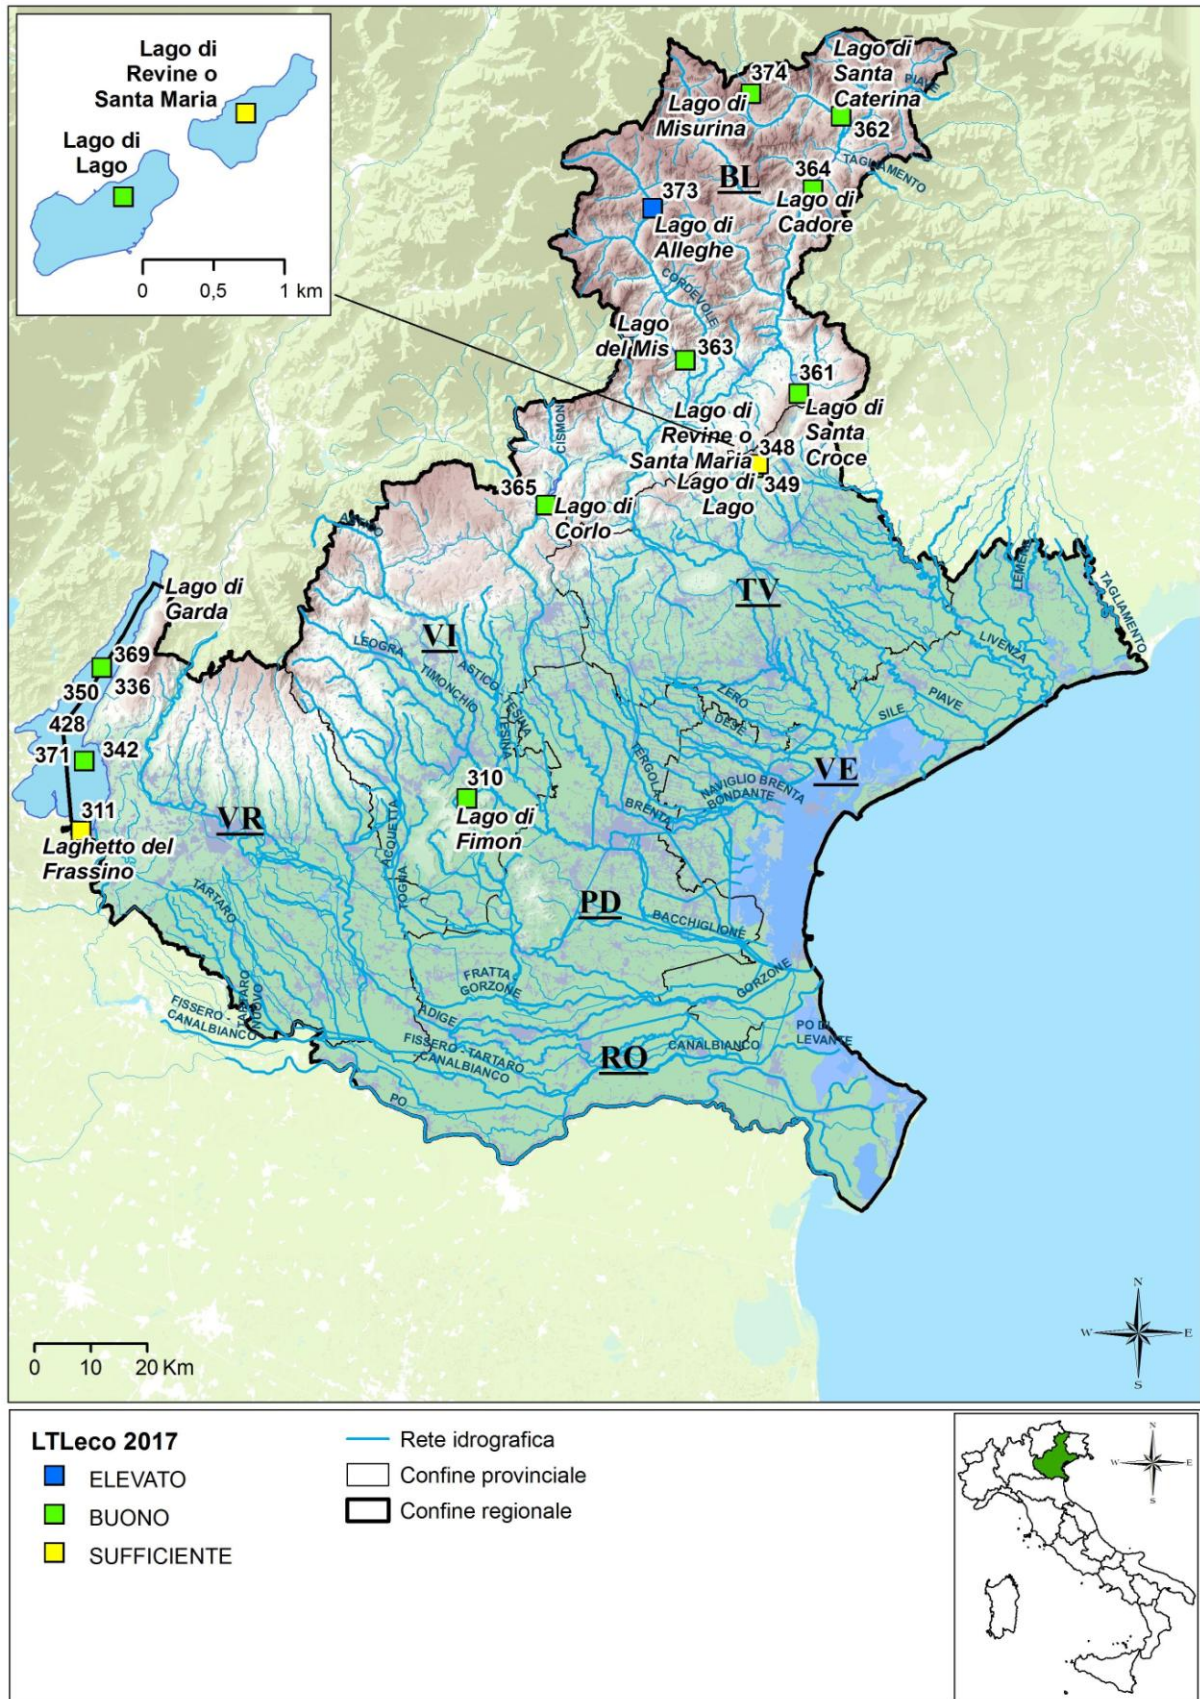 Lago di
Revine o
Santa Maria
Lago di
Lago
0 0,5 1 km
374
Lago di
Misurina
Lago di
Santa
Caterina
362
PIAVE
TAGLIAMENTO
BL
364
Lago di
Cadore
373
Lago di
Alleghe
CORDEVOLE
Lago
del Mis
363
361
Lago di
Santa
Croce
Lago di
Revine o
Santa Maria
348
349
Lago di
Lago
CISMON
365
Lago di
Corlo
Lago di
Garda
369
350
336
428
371
342
311
Laghetto del
Frassino
VI
LEOGRA
TIMONCHIO
ASTICO
TESINA
TESINA
TV
LEMENE
TAGLIAMENTO
LIVENZA
PIAVE
SILE
ZERO
DESE
VE
TERGOLA
NAVIGLIO BRENTA
BONDANTE
BRENTA
310
Lago di
Fimon
VR
ACQUETTA
TOGNA
PD
BACCHIGLIONE
TARTARO
TARTARO
NUOVO
FISSERO -
CANALBIANCO
FRATTA
GORZONE
GORZONE
ADIGE
FISSERO - TARTARO
CANALBIANCO
RO
CANALBIANCO
PO DI
LEVANTE
PO
0 10 20 Km
N
W E
S
LTLeco 2017
ELEVATO
BUONO
SUFFICIENTE
Rete idrografica
Confine provinciale
Confine regionale
N
W E
S